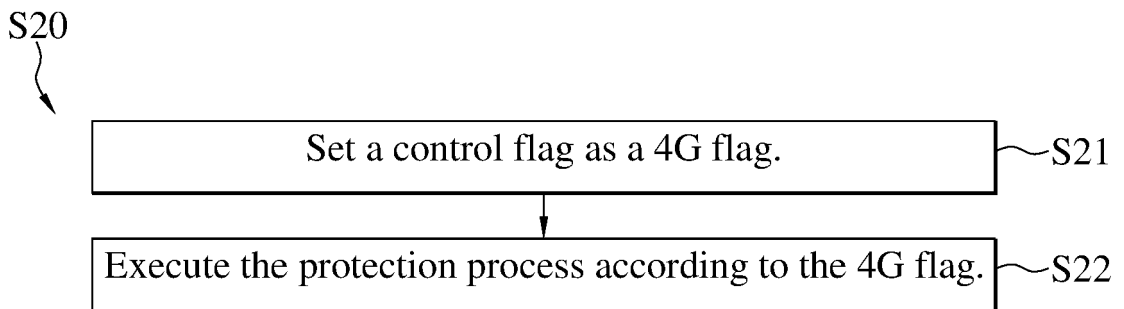 S20
Set a control flag as a 4G flag.
S21
Execute the protection process according to the 4G flag.
S22